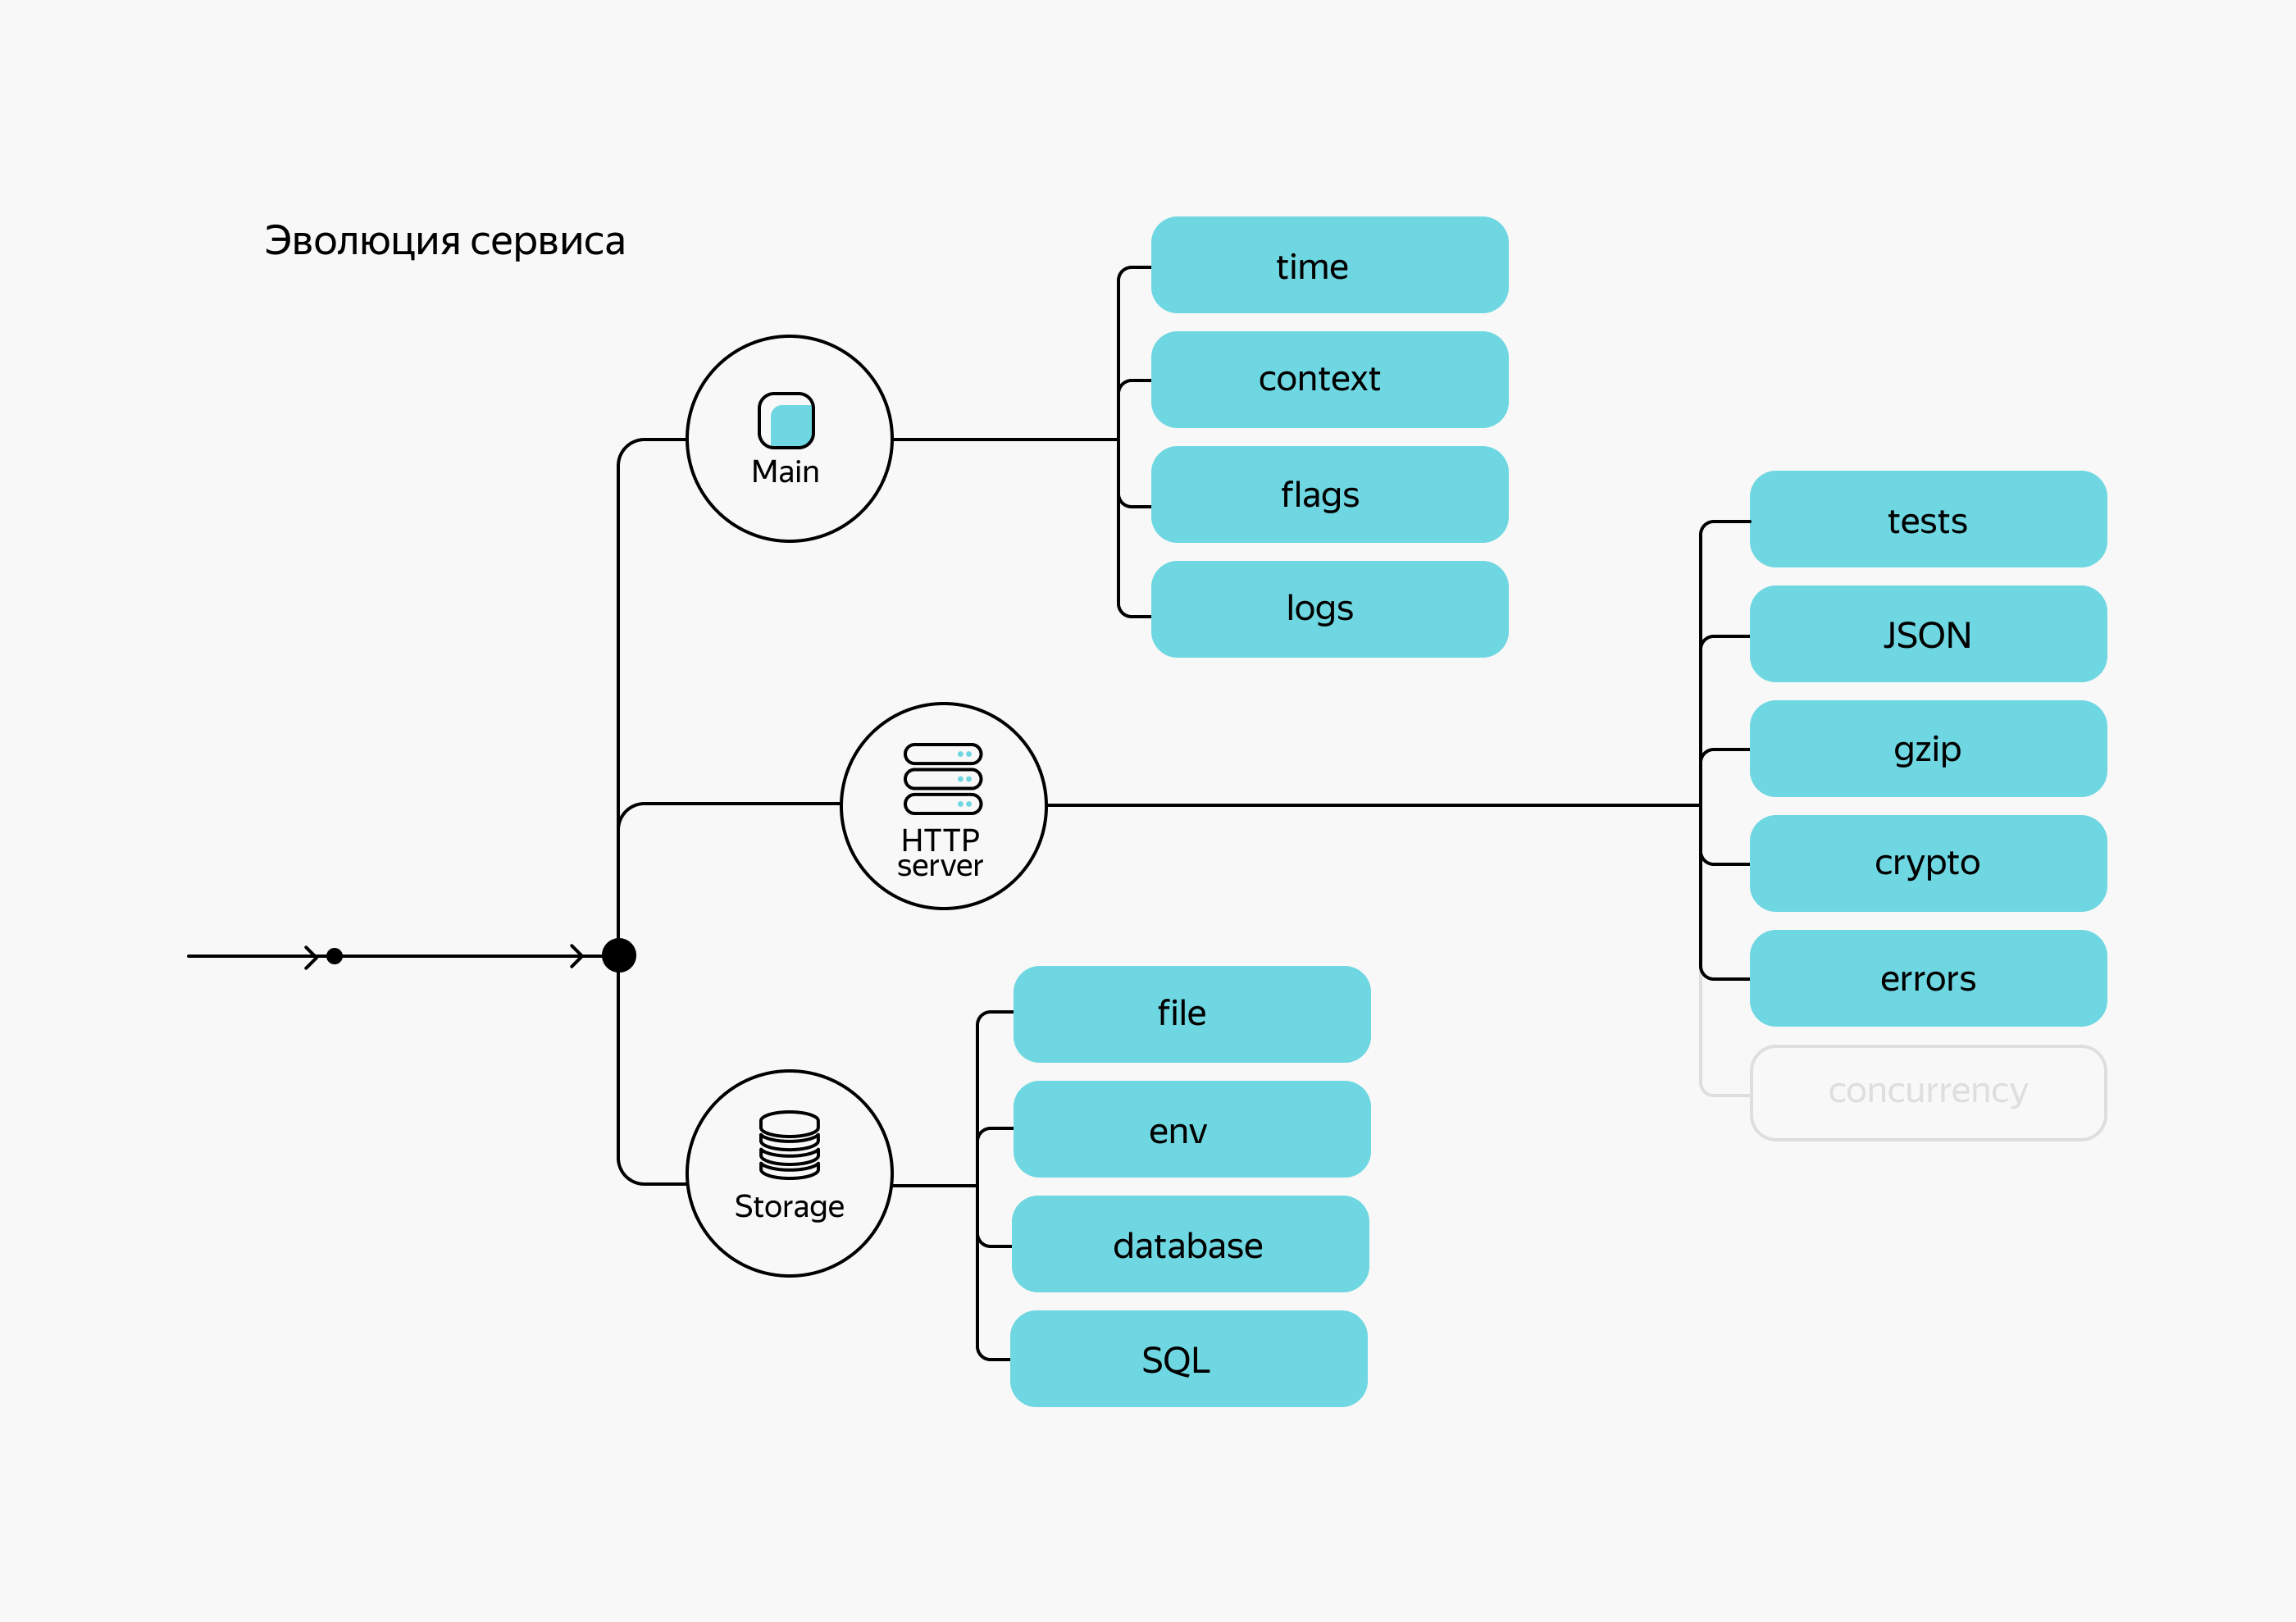 Эволюция сервиса
Main
time
context
flags
logs
HTTP
server
tests
JSON
gzip
crypto
errors
concurrency
Storage
file
env
database
SQL